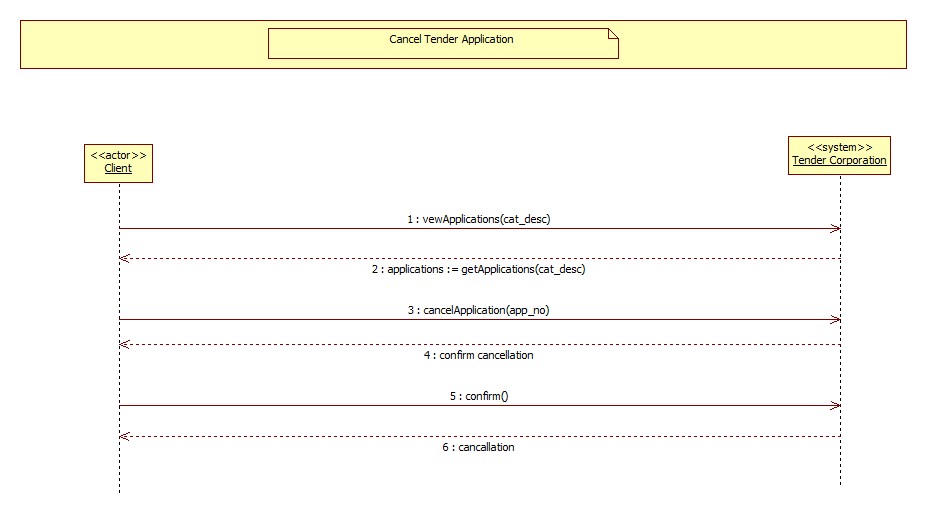 Cancel Tender Application
<<actor>>
Client
<<system>>
Tender Corporation
1 : vewApplications(cat_desc)
2 : applications := getApplications(cat_desc)
3 : cancelApplication(app_no)
4 : confirm cancellation
5 : confirm()
6 : cancallation